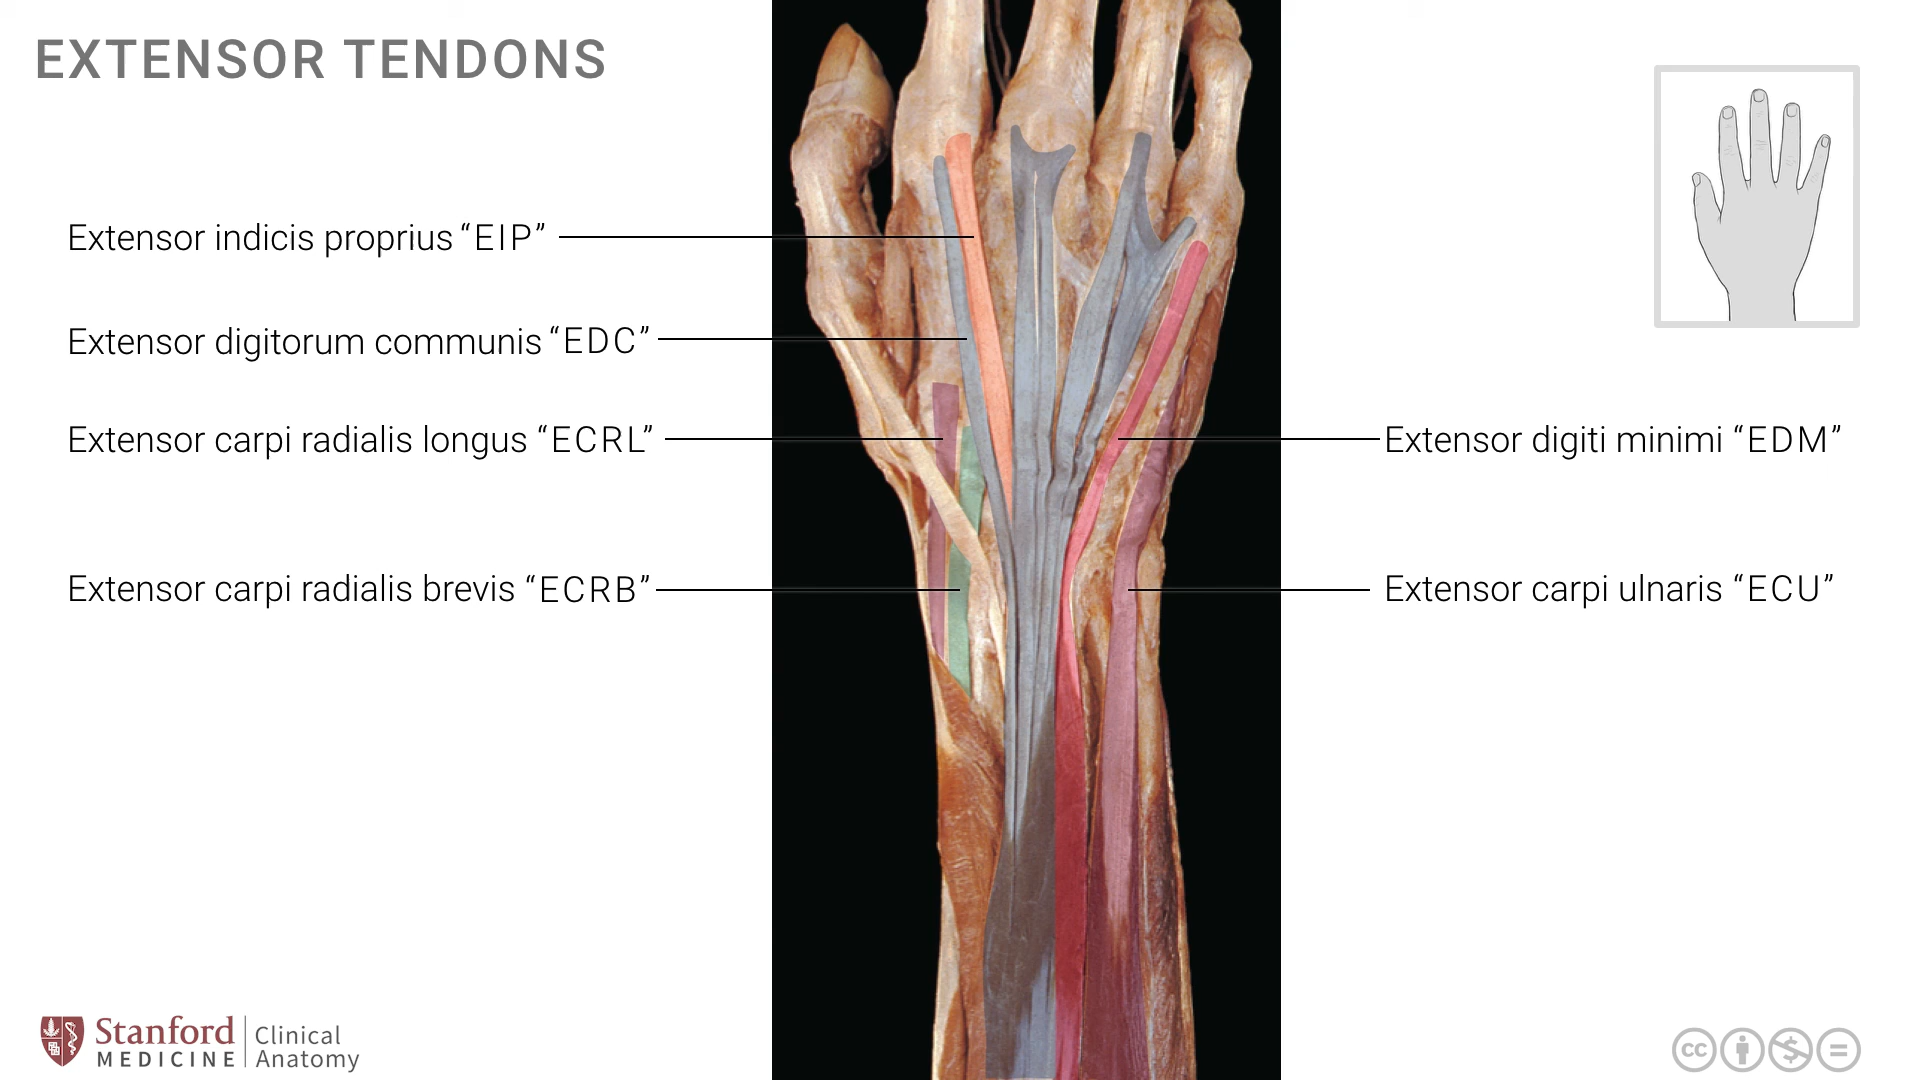 EXTENSOR TENDONS
Extensor indicis proprius “EIP”
Extensor digitorum communis “EDC”
Extensor carpi radialis longus “ECRL”
Extensor carpi radialis brevis “ECRB”
Extensor digiti minimi “EDM”
Extensor carpi ulnaris “ECU”
Stanford
MEDICINE
Clinical
Anatomy
cc